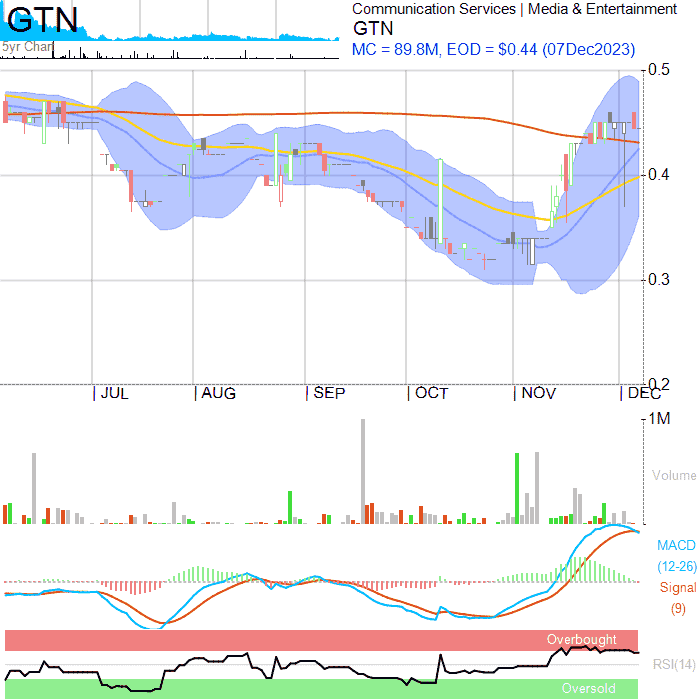 GTN
5yr Chart
Communication Services | Media & Entertainment
GTN
MC = 89.8M, EOD = $0.44 (07Dec2023)
0.5
0.4
0.3
0.2
JUL AUG SEP OCT NOV DEC
1M
Volume
MACD
(12-26)
Signal
(9)
Overbought
RSI(14)
Oversold